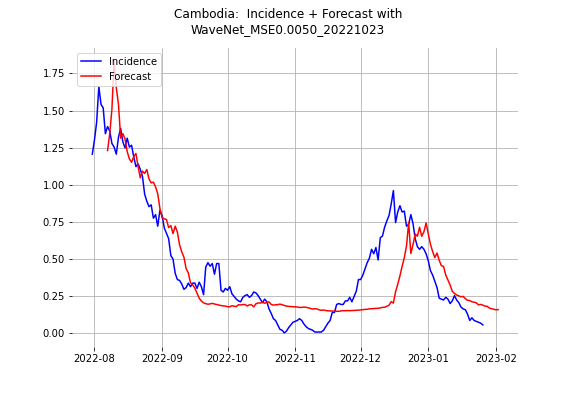 Cambodia:  Incidence + Forecast with
WaveNet_MSE0.0050_20221023
Incidence
Forecast
1.75
1.50
1.25
1.00
0.75
0.50
0.25
0.00
2022-08 2022-09 2022-10 2022-11 2022-12 2023-01 2023-02